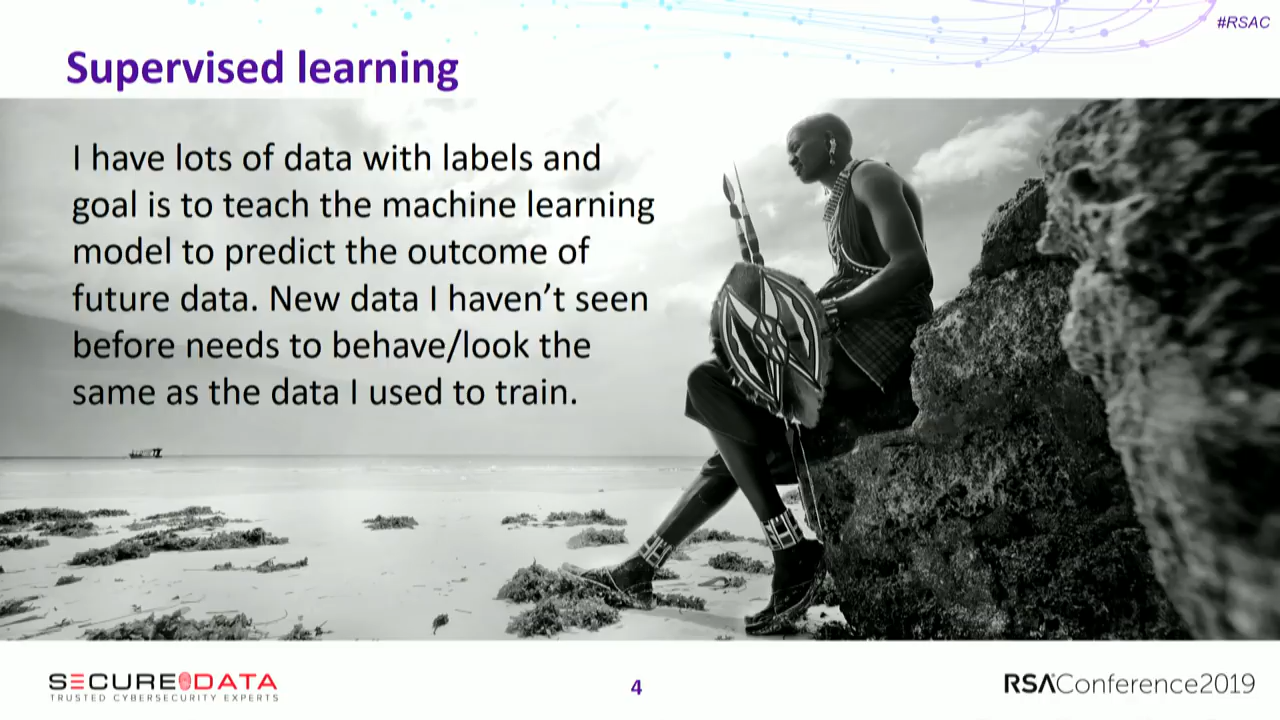 #RSAC
Supervised learning
I have lots of data with labels and
goal is to teach the machine learning
model to predict the outcome of
future data. New data I haven’t seen
before needs to behave/look the
same as the data I used to train.
SECUREDATA
TRUSTED CYBERSECURITY EXPERTS
4
RSAConference2019